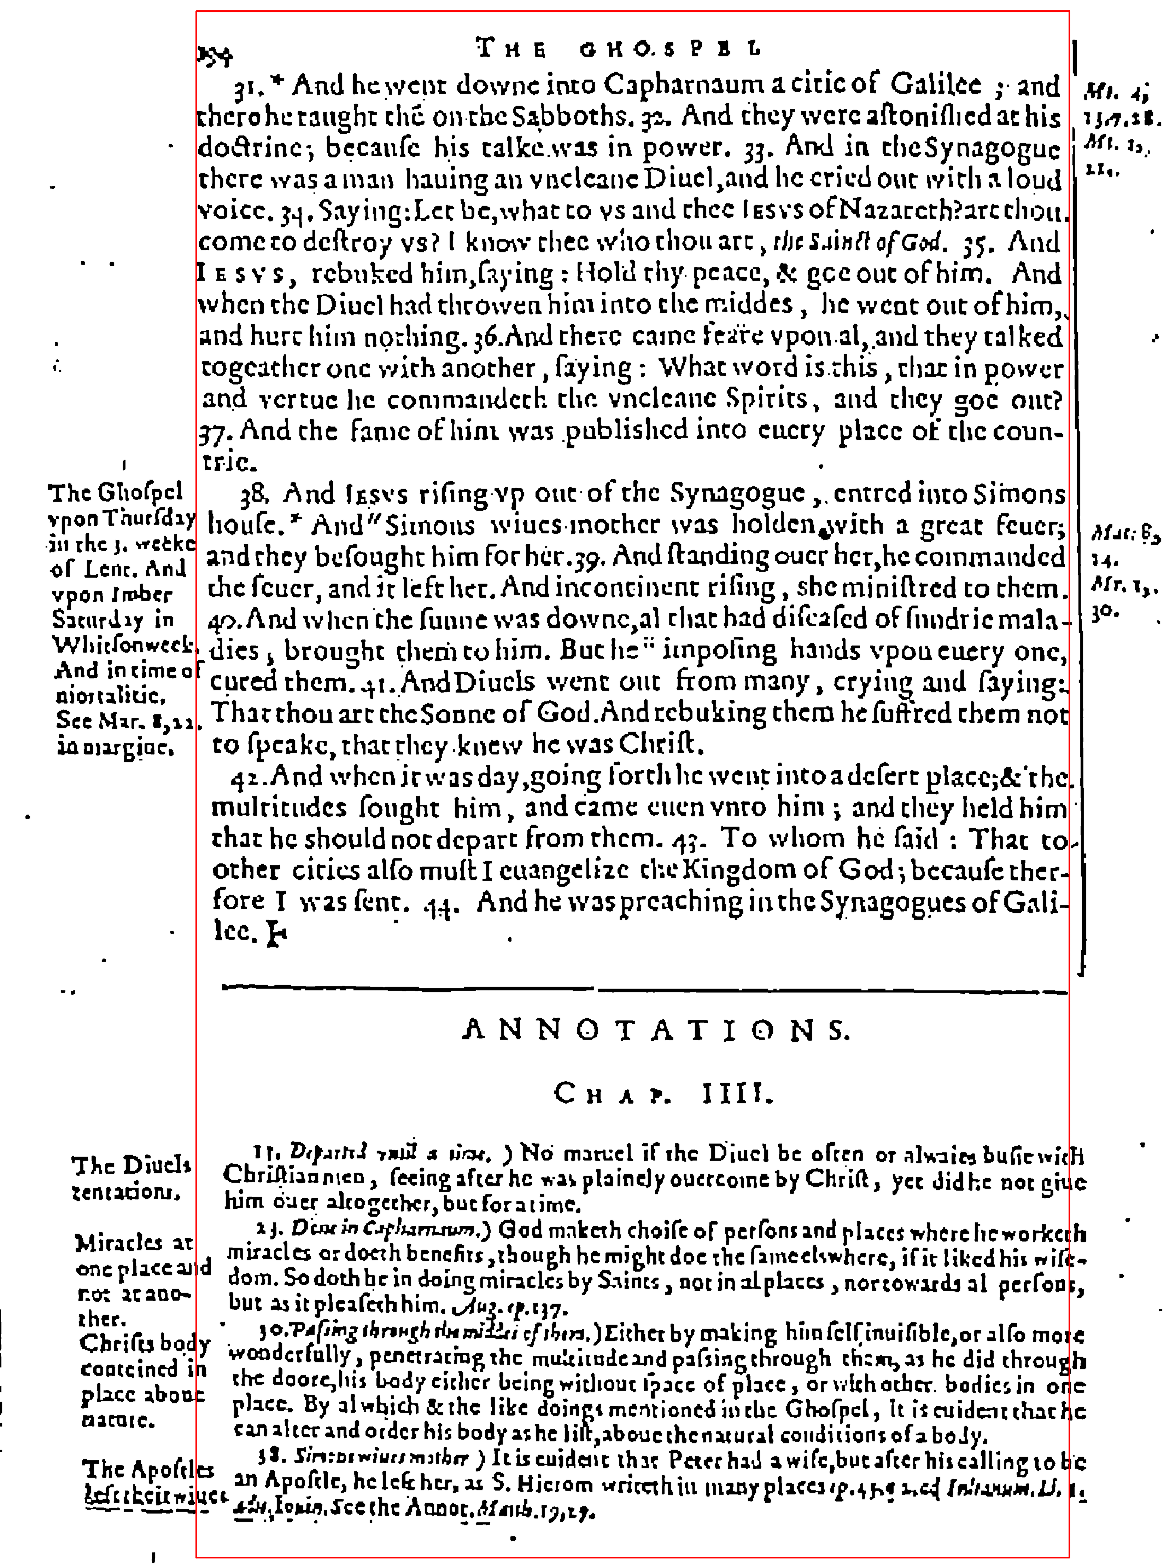 154
THE GHOSPEL
31.* And he went downe into Capharnaum a citie of Galilee; and
there he taught thẽ on the Sabboths. 32. And they were aſtoniſhed at his
doctrine; becauſe his talke was in power. 33. And in the Synagogue
there was a man hauing an vncleane Diuel, and he cried out with a loud
voice. 34. Saying: Let be, what to vs and thee IESVS of Nazareth? art thou
come to deſtroy vs? I know thee who thou art, the Sainct of God. 35. And
IESVS, rebuked him, ſaying: Hold thy peace, & goe out of him. And
when the Diuel had throwen him into the middes, he went out of him,
and hurt him nothing. 36. And there came feare vpon al, and they talked
togeather one with another, ſaying: What word is this, that in power
and vertue he commandeth the vncleane Spirits, and they goe out?
37. And the fame of him was publiſhed into euery place of the coun-
trie.
38. And IESVS riſing vp out of the Synagogue, entred into Simons
houſe.* And" Simons wiues mother was holden with a great feuer;
and they beſought him for her. 39. And ſtanding ouer her, he commanded
the feuer, and it left her. And incontinent riſing, ſhe miniſtred to them.
40. And when the ſunne was downe, al that had diſeaſed of ſundrie mala-
dies, brought them to him. But he" impoſing hands vpou euery one,
cured them. 41. And Diuels went out from many, crying and ſaying:
That thou art the Sonne of God. And rebuking them he ſuffred them not
to ſpeake, that they knew he was Chriſt.
42. And when it was day, going forth he went into a deſert place; & the
multitudes ſought him, and came euen vnto him; and they held him
that he should not depart from them. 43. To whom he ſaid: That to
other cities alſo muſt I euangelize the Kingdom of God; becauſe ther-
fore I was ſent. 44. And he was preaching in the Synagogues of Gali-
lee.
Mt. 4,
13. 7, 28.
Mr. 1,
21.
The Ghoſpel
vpon Thurſday
in the 3. weeke
of Lent. And
vpon Imber
Saturday in
Whitſonweek.
And in time of
mortalitie.
See Mar. 8, 22.
in margine.
Mat. 8,
14.
Mr. 1,
30.
ANNOTATIONS.
CHAP. IIII.
The Diuels
tentations.
13. Departed vntil a time.) No maruel if the Diuel be often or alwaies buſie with
Chriſtian men, ſeeing after he was plainely ouercome by Chriſt, yet did he not giue
him ouer altogether, but for a time.
Miracles at
one place and
not at ano-
ther.
23. Done in Capharnaum.) God maketh choiſe of perſons and places where he worketh
miracles or doeth benefits, though he might doe the ſame elswhere, if it liked his wiſe-
dom. So doth he in doing miracles by Saints, not in al places, nor towards al perſons,
but as it pleaſeth him. Aug. ep. 137.
Chriſts body
conteined in
place aboue
nature.
30. Paſsing through the middes of them.) Either by making himſelf inuiſible, or alſo more
wonderfully, penetrating the multitude and paſsing through them, as he did through
the doore, his body either being without ſpace of place, or with other bodies in one
place. By al which & the like doings mentioned in the Ghoſpel, It is euident that he
can alter and order his body as he liſt, aboue the natural conditions of a body.
The Apoſtles
left their wiues
38. Simons wiues mother) It is euident that Peter had a wife, but after his calling to be
an Apoſtle, he left her, as S. Hierom writeth in many places ep. 2. ad Iulianum. Li. 1.
adu. Iouin. See the Annot. Matth. 19, 29.